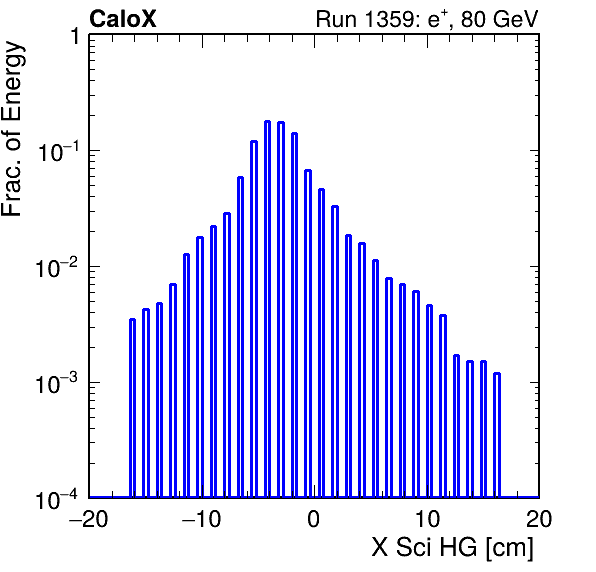 CaloX Run 1359: e⁺, 80 GeV
Frac. of Energy
1
10⁻¹
10⁻²
10⁻³
10⁻⁴
−20 −10 0 10 20
X Sci HG [cm]